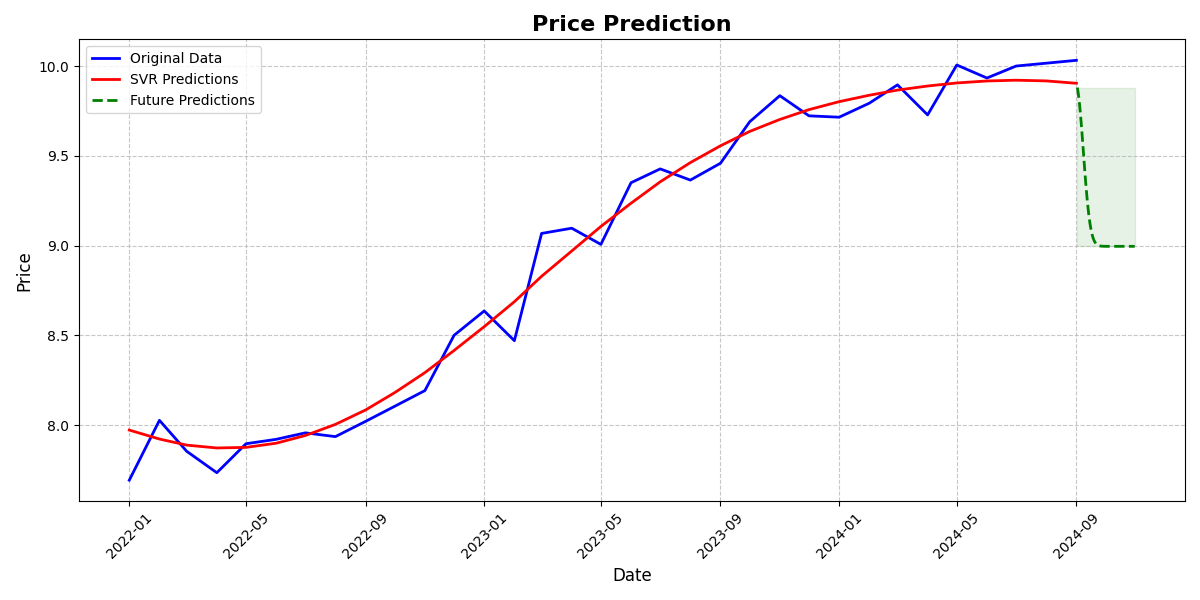 Price Prediction
Original Data
SVR Predictions
Future Predictions
Price
10.0
9.5
9.0
8.5
8.0
2022-01
2022-05
2022-09
2023-01
2023-05
2023-09
2024-01
2024-05
2024-09
Date